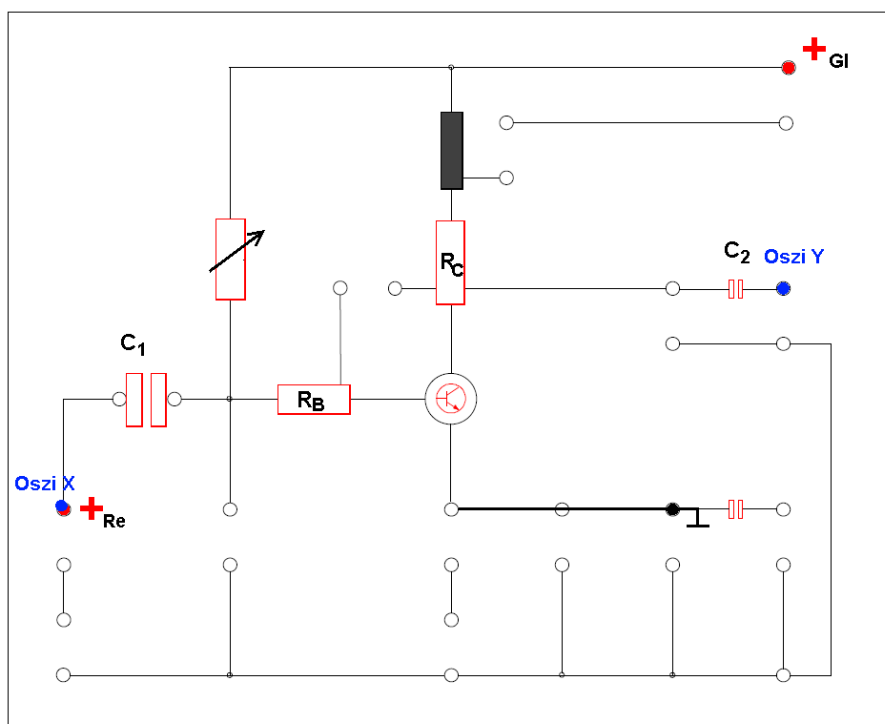 + Gl
RC
C2
Oszi Y
C1
RB
Oszi X
+ Re